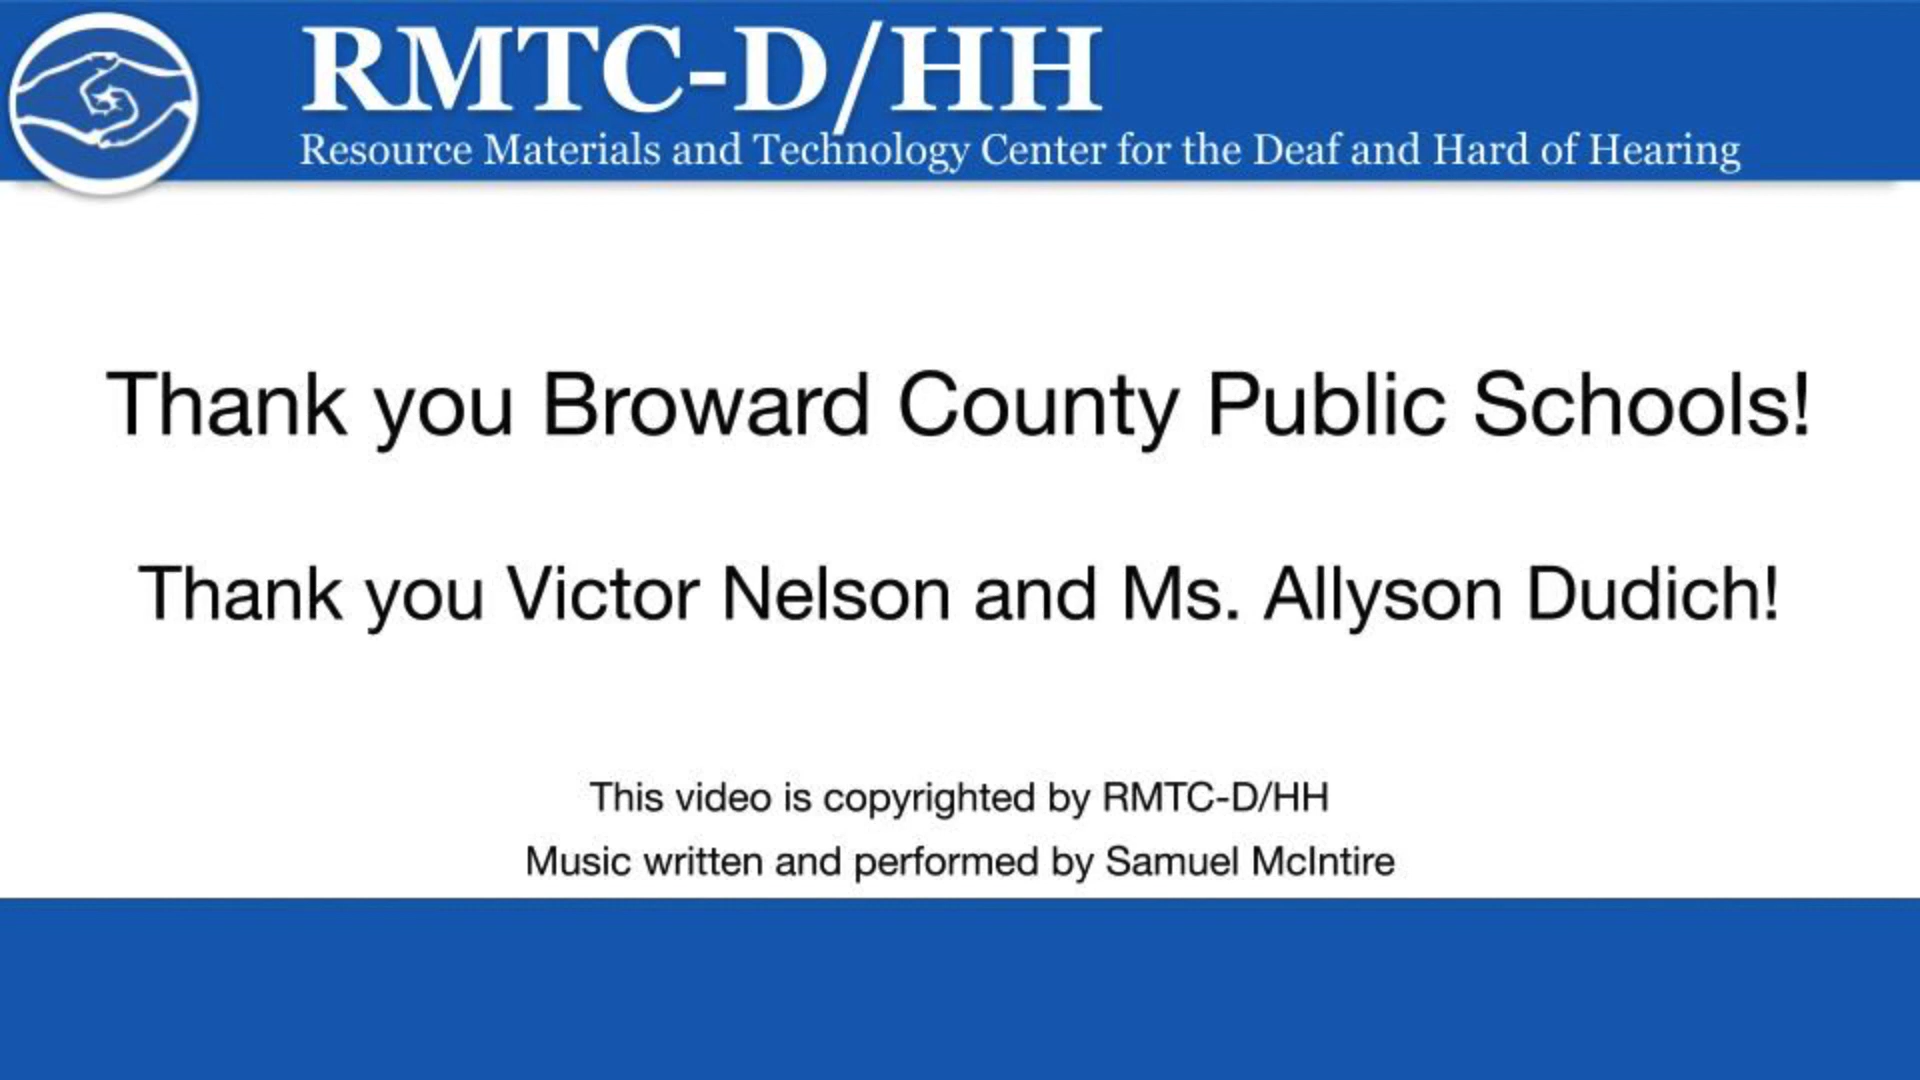 RMTC-D/HH
Resource Materials and Technology Center for the Deaf and Hard of Hearing
Thank you Broward County Public Schools!
Thank you Victor Nelson and Ms. Allyson Dudich!
This video is copyrighted by RMTC-D/HH
Music written and performed by Samuel McIntire